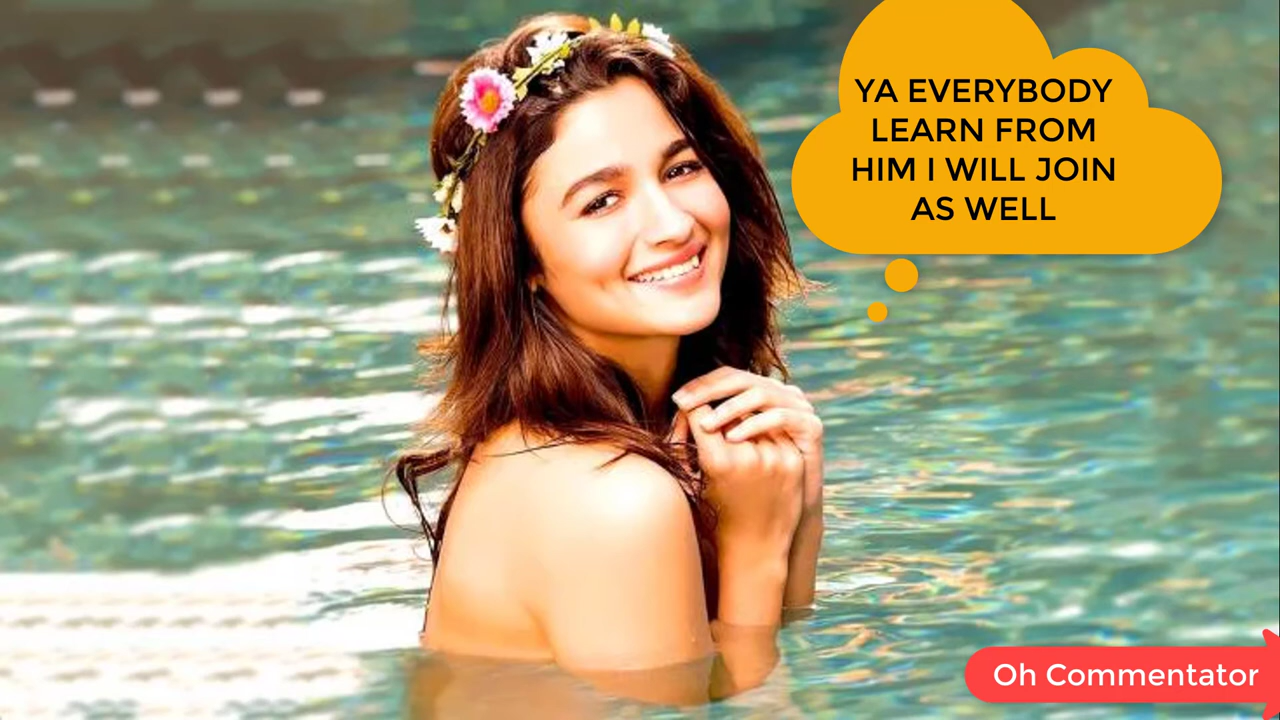 YA EVERYBODY
LEARN FROM
HIM I WILL JOIN
AS WELL
Oh Commentator